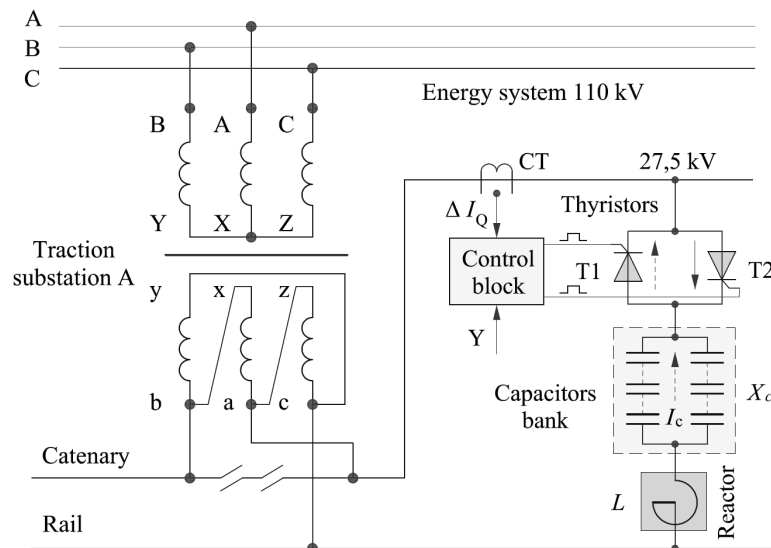 A
B
C
Energy system 110 kV
B A C
CT
27,5 kV
Y X Z
Δ I_Q
Thyristors
Traction
substation A
Control
block
T1
T2
y x z
Y
b a c
Capacitors
bank
I_c
X_c
Catenary
L
Reactor
Rail